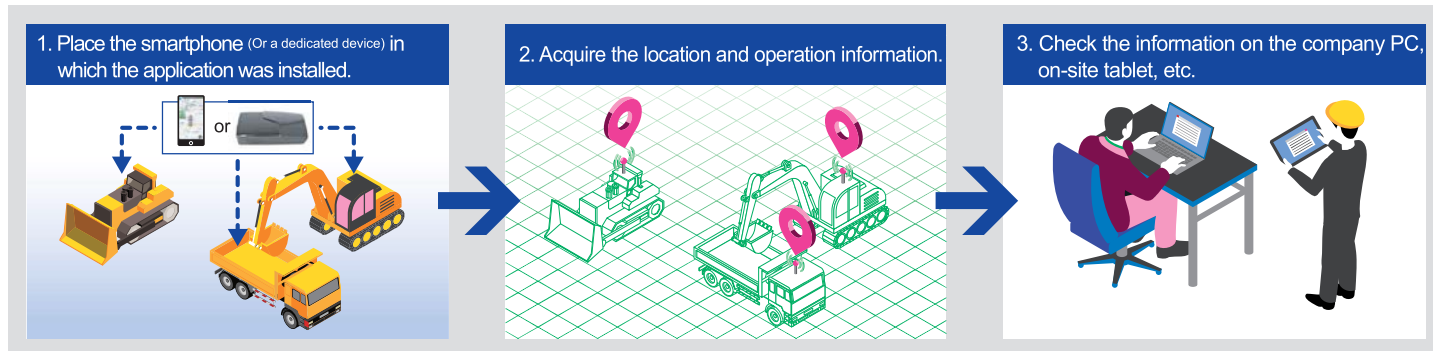 1. Place the smartphone (Or a dedicated device) in
which the application was installed.
or
2. Acquire the location and operation information.
3. Check the information on the company PC,
on-site tablet, etc.